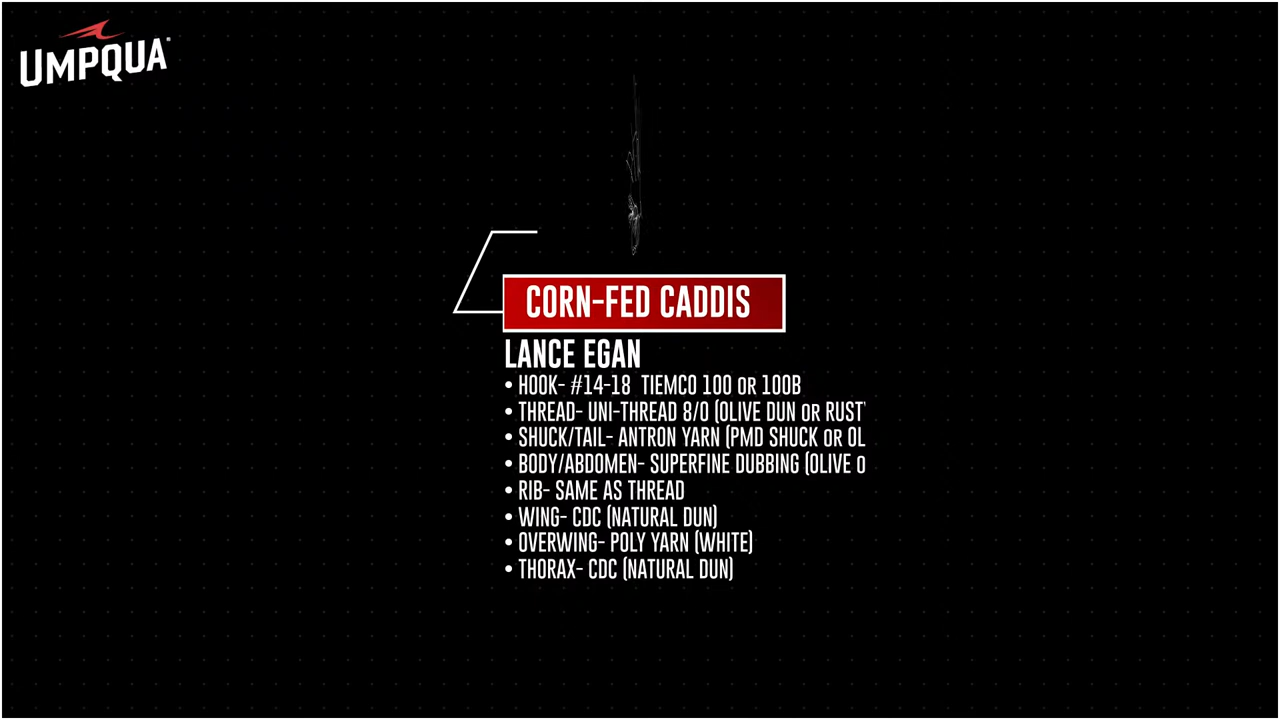 UMPQUA
CORN-FED CADDIS
LANCE EGAN
• HOOK- #14-18 TIEMCO 100 OR 100B
• THREAD- UNI-THREAD 8/0 (OLIVE DUN OR RUST
• SHUCK/TAIL- ANTRON YARN (PMD SHUCK OR OL
• BODY/ABDOMEN- SUPERFINE DUBBING (OLIVE O
• RIB- SAME AS THREAD
• WING- CDC (NATURAL DUN)
• OVERWING- POLY YARN (WHITE)
• THORAX- CDC (NATURAL DUN)